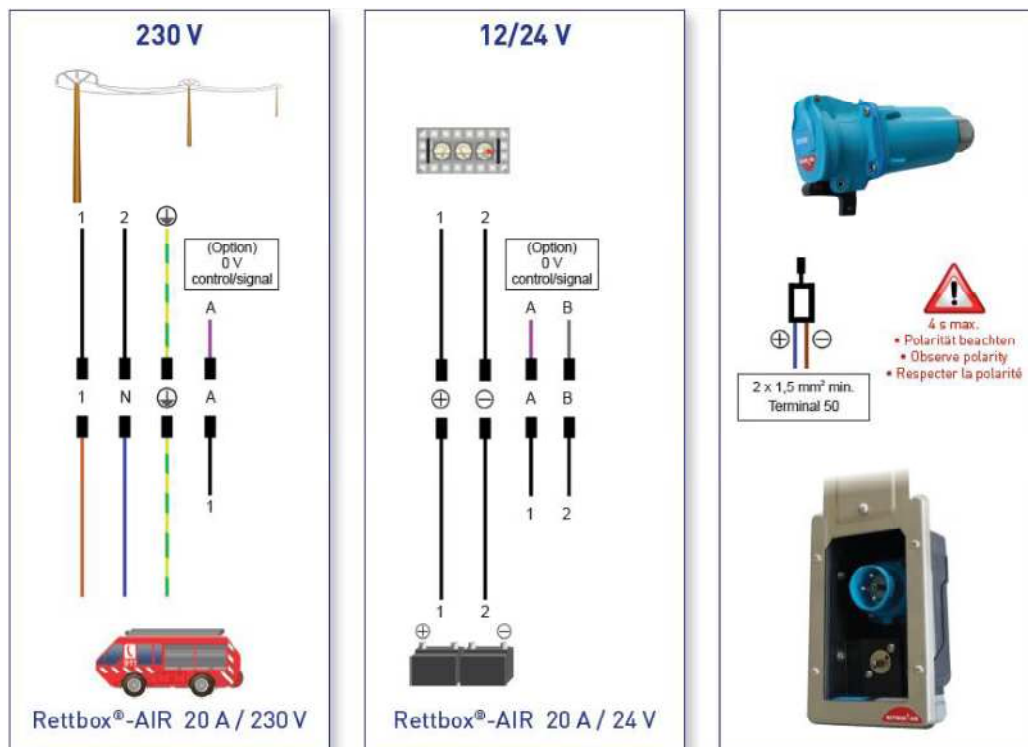 230 V
1
2
(Option)
0 V
control/signal
A
1
N
A
1
Rettbox®-AIR 20 A / 230 V
12/24 V
1
2
(Option)
0 V
control/signal
A
B
+
−
A
B
1
2
1
2
+
−
Rettbox®-AIR 20 A / 24 V
+
−
2 x 1,5 mm² min.
Terminal 50
!
4 s max.
• Polarität beachten
• Observe polarity
• Respecter la polarité
RETTBOX® AIR